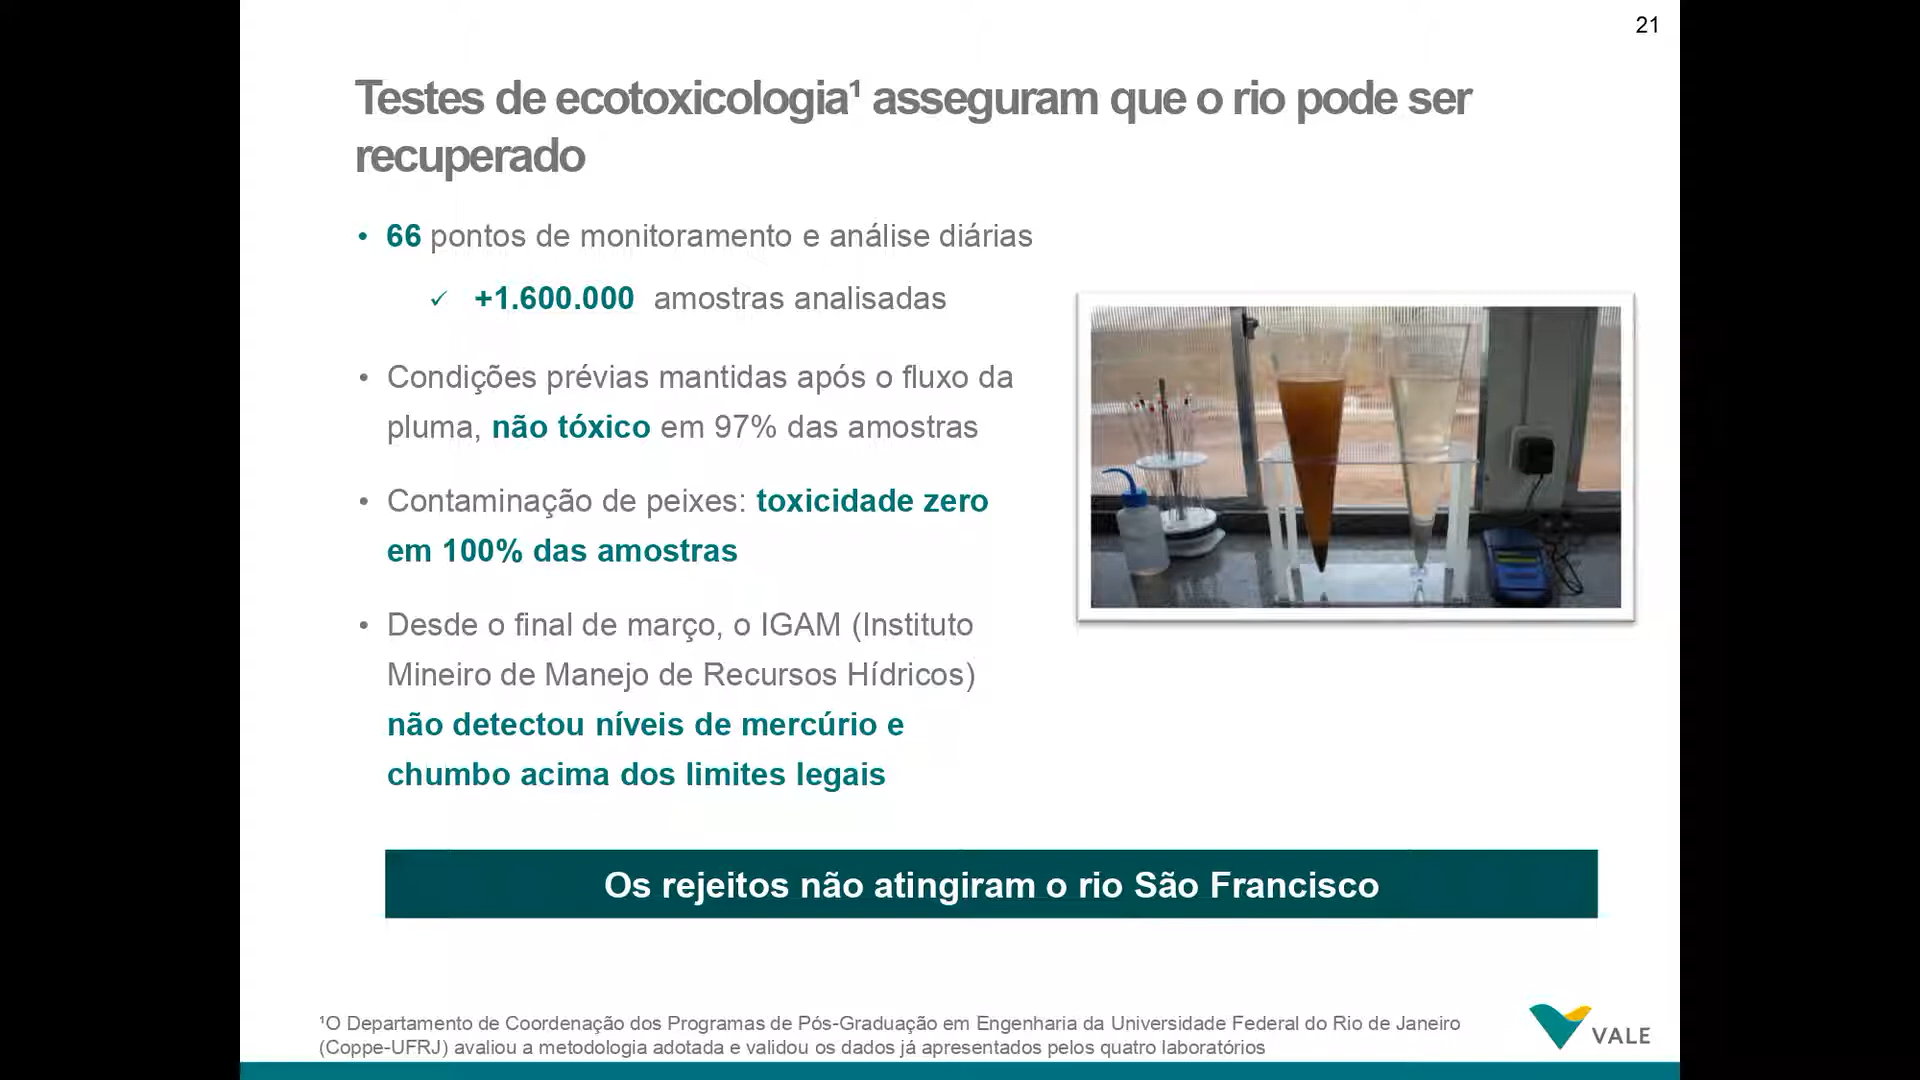 21
Testes de ecotoxicologia¹ asseguram que o rio pode ser
recuperado
• 66 pontos de monitoramento e análise diárias
✓ +1.600.000 amostras analisadas
• Condições prévias mantidas após o fluxo da
pluma, não tóxico em 97% das amostras
• Contaminação de peixes: toxicidade zero
em 100% das amostras
• Desde o final de março, o IGAM (Instituto
Mineiro de Manejo de Recursos Hídricos)
não detectou níveis de mercúrio e
chumbo acima dos limites legais
Os rejeitos não atingiram o rio São Francisco
¹O Departamento de Coordenação dos Programas de Pós-Graduação em Engenharia da Universidade Federal do Rio de Janeiro
(Coppe-UFRJ) avaliou a metodologia adotada e validou os dados já apresentados pelos quatro laboratórios
VALE